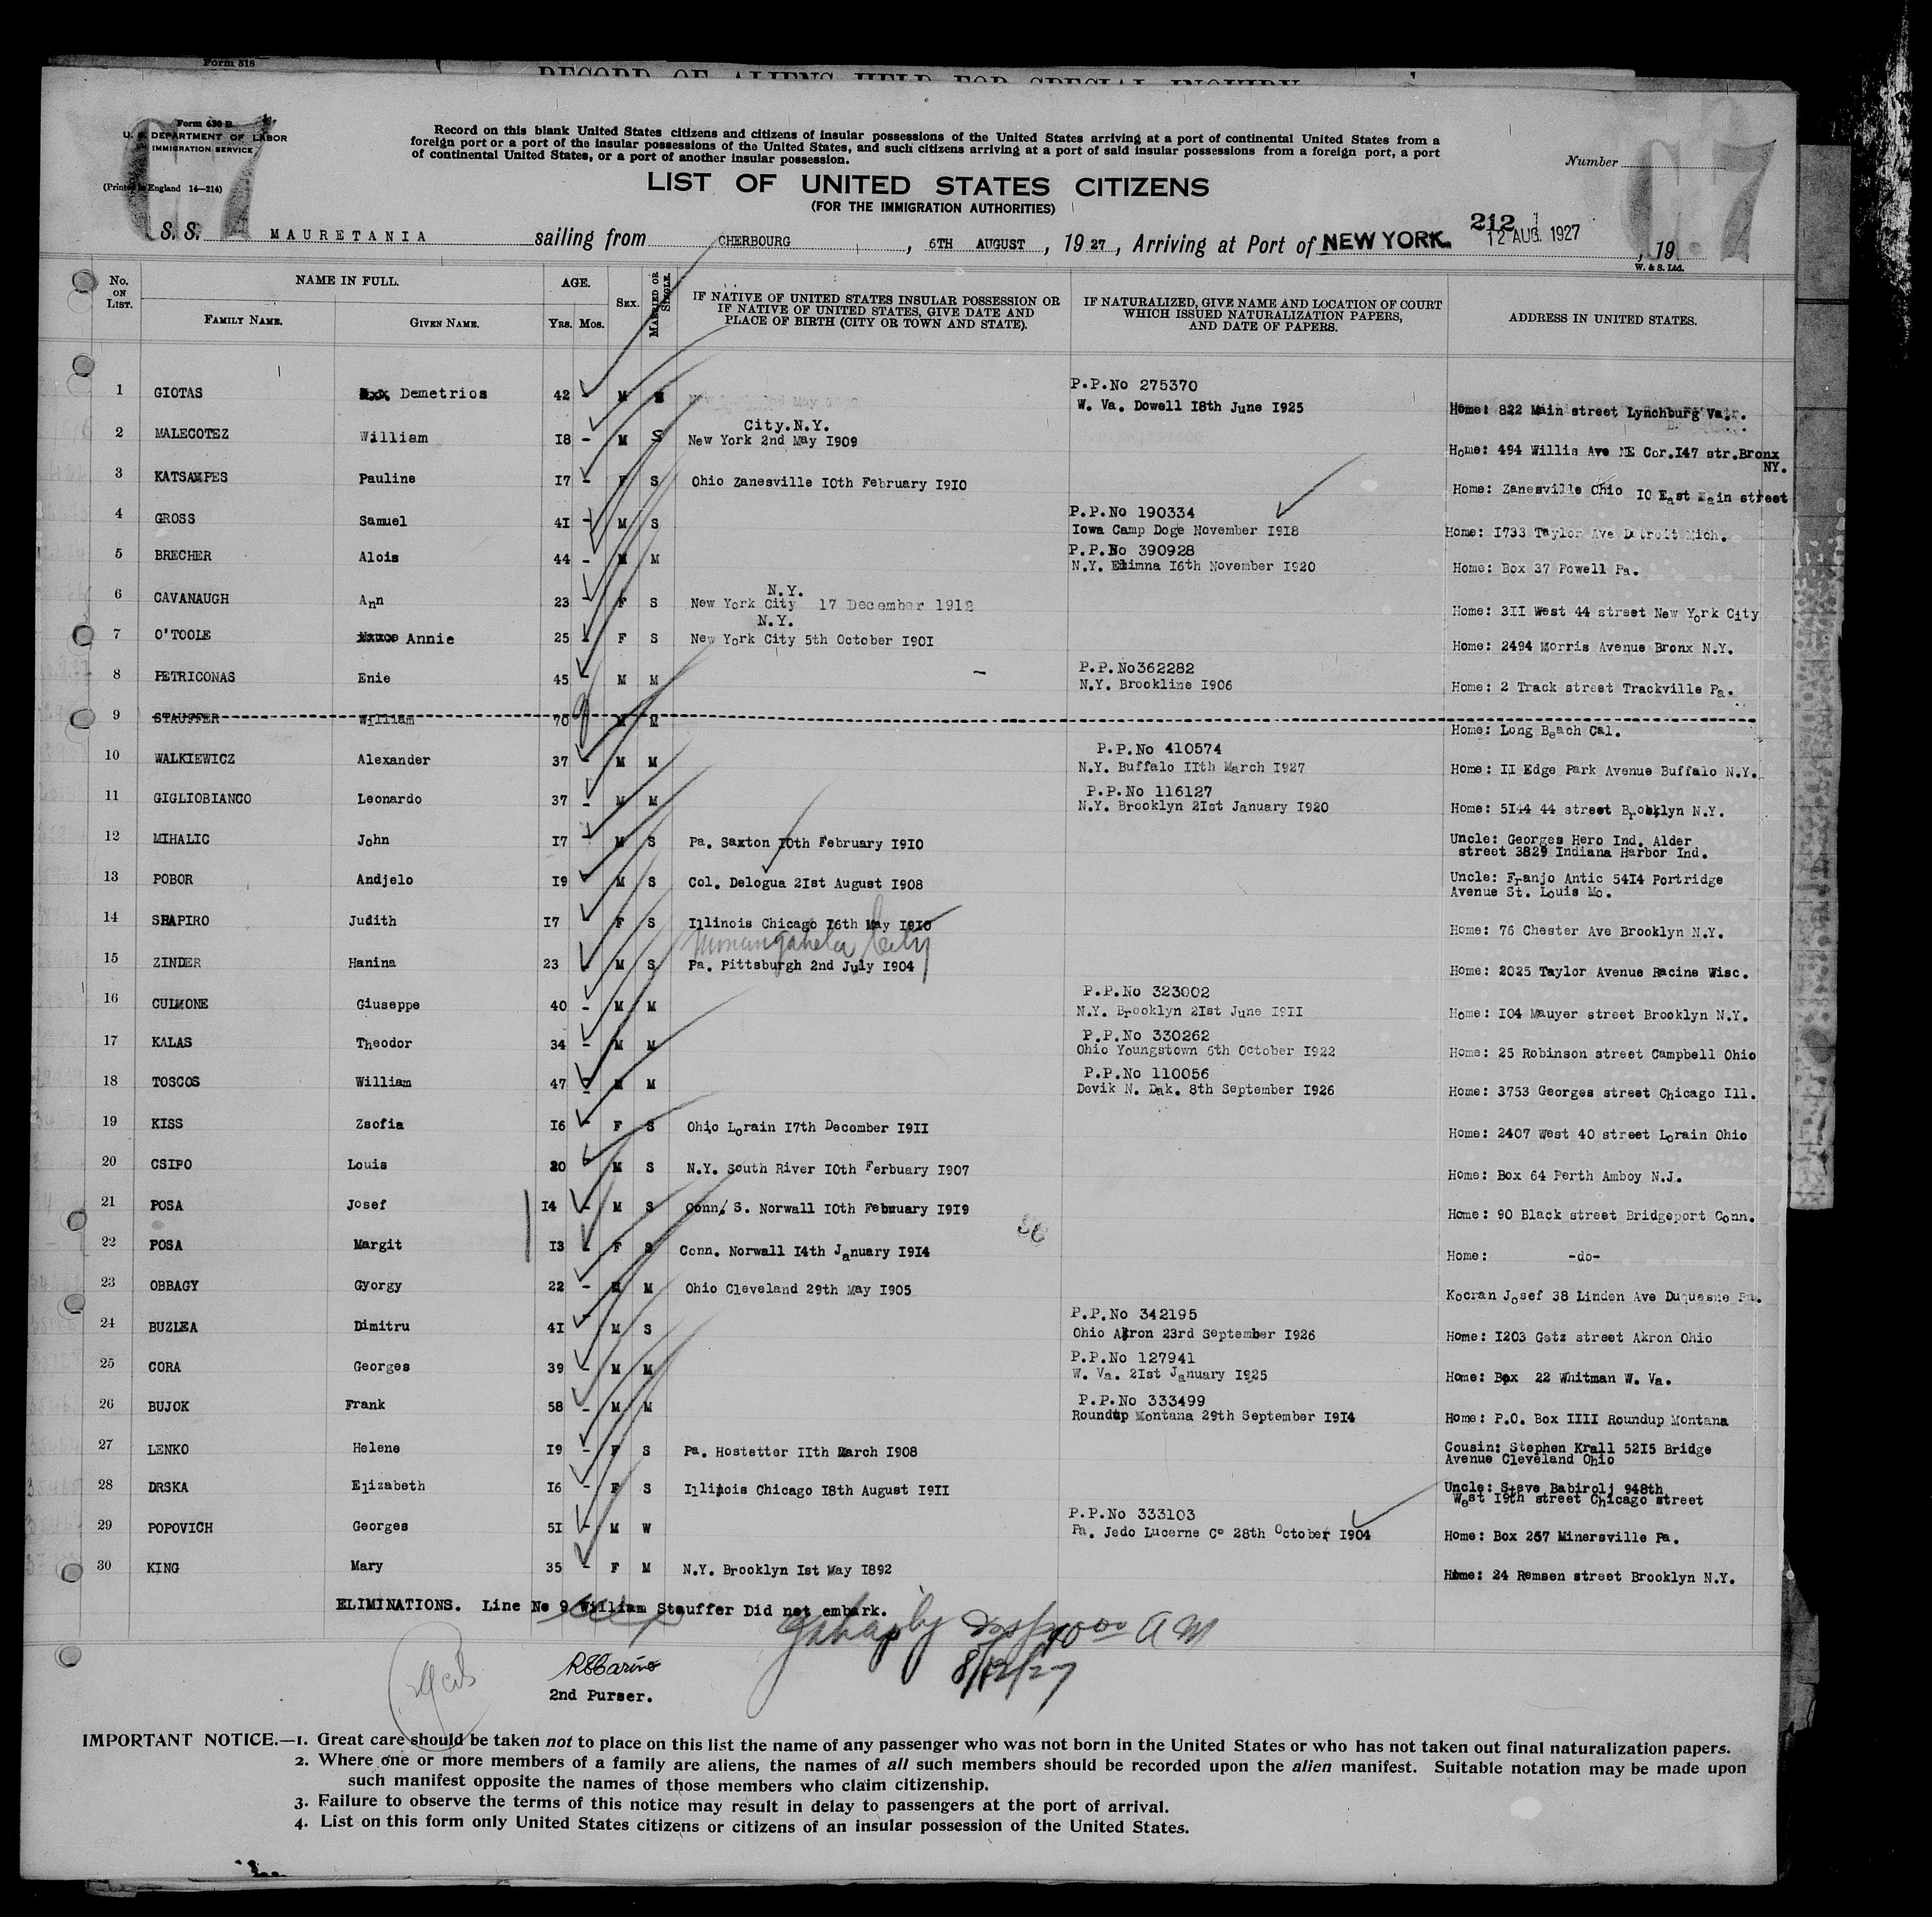 Form 518
RECORD OF ALIENS HELD FOR SPECIAL INQUIRY
Form 630 B
U. S. DEPARTMENT OF LABOR
IMMIGRATION SERVICE
(Printed in England 14—214)
C7
C.7
Record on this blank United States citizens and citizens of insular possessions of the United States arriving at a port of continental United States from a
foreign port or a port of the insular possessions of the United States, and such citizens arriving at a port of said insular possessions from a foreign port, a port
of continental United States, or a port of another insular possession.
Number
LIST OF UNITED STATES CITIZENS
(FOR THE IMMIGRATION AUTHORITIES)
212
S. S. MAURETANIA sailing from CHERBOURG, 6TH AUGUST, 1927, Arriving at Port of NEW YORK. 12 AUG 1927, 19
W. & S. Ltd.
No. ON LIST. NAME IN FULL. AGE. SEX. MARRIED OR SINGLE. IF NATIVE OF UNITED STATES INSULAR POSSESSION OR IF NATIVE OF UNITED STATES, GIVE DATE AND PLACE OF BIRTH (CITY OR TOWN AND STATE). IF NATURALIZED, GIVE NAME AND LOCATION OF COURT WHICH ISSUED NATURALIZATION PAPERS, AND DATE OF PAPERS. ADDRESS IN UNITED STATES.
FAMILY NAME. GIVEN NAME. Yrs. Mos.
1 GIOTAS Demetrios 42 - M P.P.No 275370
W. Va. Dowell 18th June 1925 Home: 822 Main street Lynchburg Va.
City.N.Y.
2 MALECOTEZ William 18 - M S New York 2nd May 1909 Home: 494 Willis Ave NE Cor.147 str.Bronx NY.
3 KATSAMPES Pauline 17 - F S Ohio Zanesville 10th February 1910 Home: Zanesville Ohio 10 East Main street
4 GROSS Samuel 41 - M S P.P.No 190334
Iowa Camp Doge November 1918 Home: 1733 Taylor Ave Detroit Mich.
5 BRECHER Alois 44 - M M P.P.No 390928
N.Y. Elimna 16th November 1920 Home: Box 37 Powell Pa.
N.Y.
6 CAVANAUGH Ann 23 - F S New York City 17 December 1912 Home: 311 West 44 street New York City
N.Y.
7 O'TOOLE Annie 25 - F S New York City 5th October 1901 Home: 2494 Morris Avenue Bronx N.Y.
8 PETRICONAS Enie 45 - M M P.P.No362282
N.Y. Brookline 1906 Home: 2 Track street Trackville Pa.
9 STAUFFER William 70 M M Home: Long Beach Cal.
10 WALKIEWICZ Alexander 37 - M M P.P.No 410574
N.Y. Buffalo 11th March 1927 Home: 11 Edge Park Avenue Buffalo N.Y.
11 GIGLIOBIANCO Leonardo 37 - M M P.P.No 116127
N.Y. Brooklyn 21st January 1920 Home: 5144 44 street Brooklyn N.Y.
12 MIHALIC John 17 - M S Pa. Saxton 10th February 1910 Uncle: Georges Hero Ind. Alder
street 3829 Indiana Harbor Ind.
13 POBOR Andjelo 19 - M S Col. Delogua 21st August 1908 Uncle: Franjo Antic 5414 Portridge
Avenue St. Louis Mo.
14 SHAPIRO Judith 17 - F S Illinois Chicago 16th May 1910 Home: 76 Chester Ave Brooklyn N.Y.
Monongahela City
15 ZINDER Hanina 23 - M S Pa. Pittsburgh 2nd July 1904 Home: 2025 Taylor Avenue Racine Wisc.
16 CULMONE Giuseppe 40 - M M P.P.No 323002
N.Y. Brooklyn 21st June 1911 Home: 104 Mauyer street Brooklyn N.Y.
17 KALAS Theodor 34 - M M P.P.No 330262
Ohio Youngstown 6th October 1922 Home: 25 Robinson street Campbell Ohio
18 TOSCOS William 47 - M M P.P.No 110056
Devik N. Dak. 8th September 1926 Home: 3753 Georges street Chicago Ill.
19 KISS Zsofia 16 - F S Ohio Lorain 17th December 1911 Home: 2407 West 40 street Lorain Ohio
20 CSIPO Louis 20 M S N.Y. South River 10th Ferbuary 1907 Home: Box 64 Perth Amboy N.J.
21 POSA Josef 14 - M S Conn. S. Norwall 10th February 1919 Home: 90 Black street Bridgeport Conn.
22 POSA Margit 13 - F S Conn. Norwall 14th January 1914 Home: -do-
23 OBBAGY Gyorgy 22 - M M Ohio Cleveland 29th May 1905 Kocran Josef 38 Linden Ave Duquesne Pa.
24 BUZLEA Dimitru 41 M S P.P.No 342195
Ohio Akron 23rd September 1926 Home: 1203 Getz street Akron Ohio
25 CORA Georges 39 - M M P.P.No 127941
W. Va. 21st January 1925 Home: Box 22 Whitman W. Va.
26 BUJOK Frank 58 - M M P.P.No 333499
Roundup Montana 29th September 1914 Home: P.O. Box 1111 Roundup Montana
27 LENKO Helene 19 - F S Pa. Hostetter 11th March 1908 Cousin: Stephen Krall 5215 Bridge
Avenue Cleveland Ohio
28 DRSKA Elizabeth 16 - F S Illinois Chicago 18th August 1911 Uncle: Steve Babirolj 948th
West 19th street Chicago street
29 POPOVICH Georges 51 - M W P.P.No 333103
Pa. Jedo Lucerne Co 28th October 1904 Home: Box 267 Minersville Pa.
30 KING Mary 35 - F M N.Y. Brooklyn 1st May 1892 Home: 24 Remsen street Brooklyn N.Y.
ELIMINATIONS. Line No 9 William Stauffer Did not embark.
10 00 AM
8/12/27
2nd Purser.
IMPORTANT NOTICE.—1. Great care should be taken not to place on this list the name of any passenger who was not born in the United States or who has not taken out final naturalization papers.
2. Where one or more members of a family are aliens, the names of all such members should be recorded upon the alien manifest. Suitable notation may be made upon
such manifest opposite the names of those members who claim citizenship.
3. Failure to observe the terms of this notice may result in delay to passengers at the port of arrival.
4. List on this form only United States citizens or citizens of an insular possession of the United States.